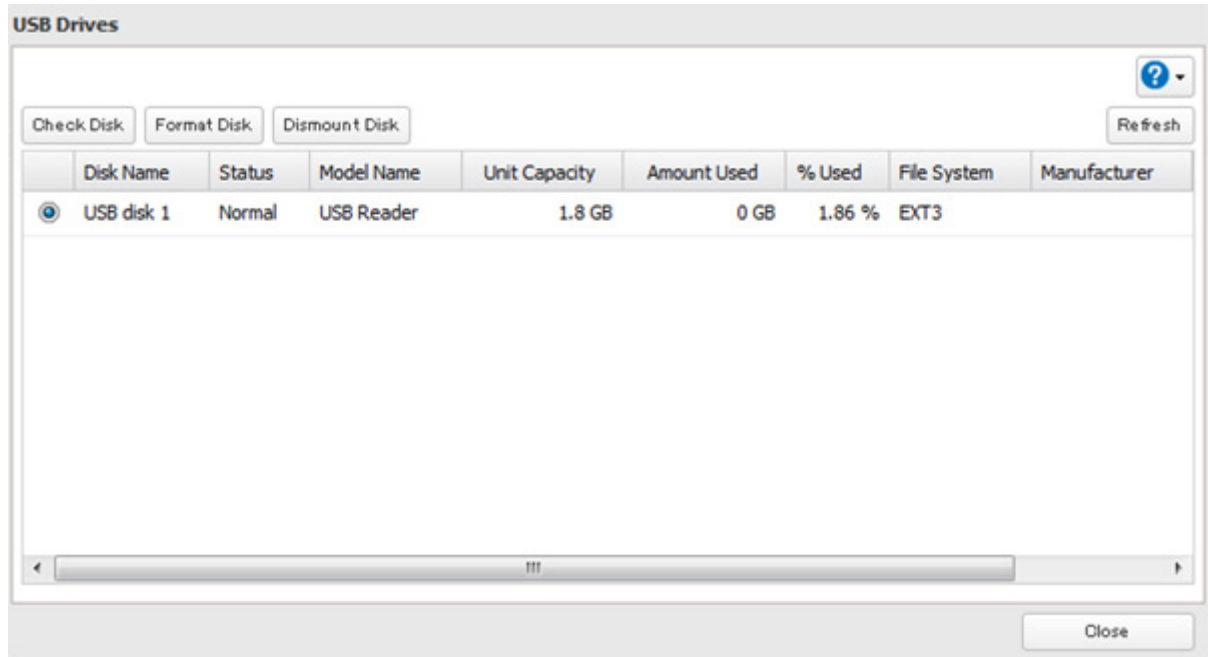 USB Drives
?
Check Disk Format Disk Dismount Disk Refresh
Disk Name Status Model Name Unit Capacity Amount Used % Used File System Manufacturer
USB disk 1 Normal USB Reader 1.8 GB 0 GB 1.86 % EXT3
Close